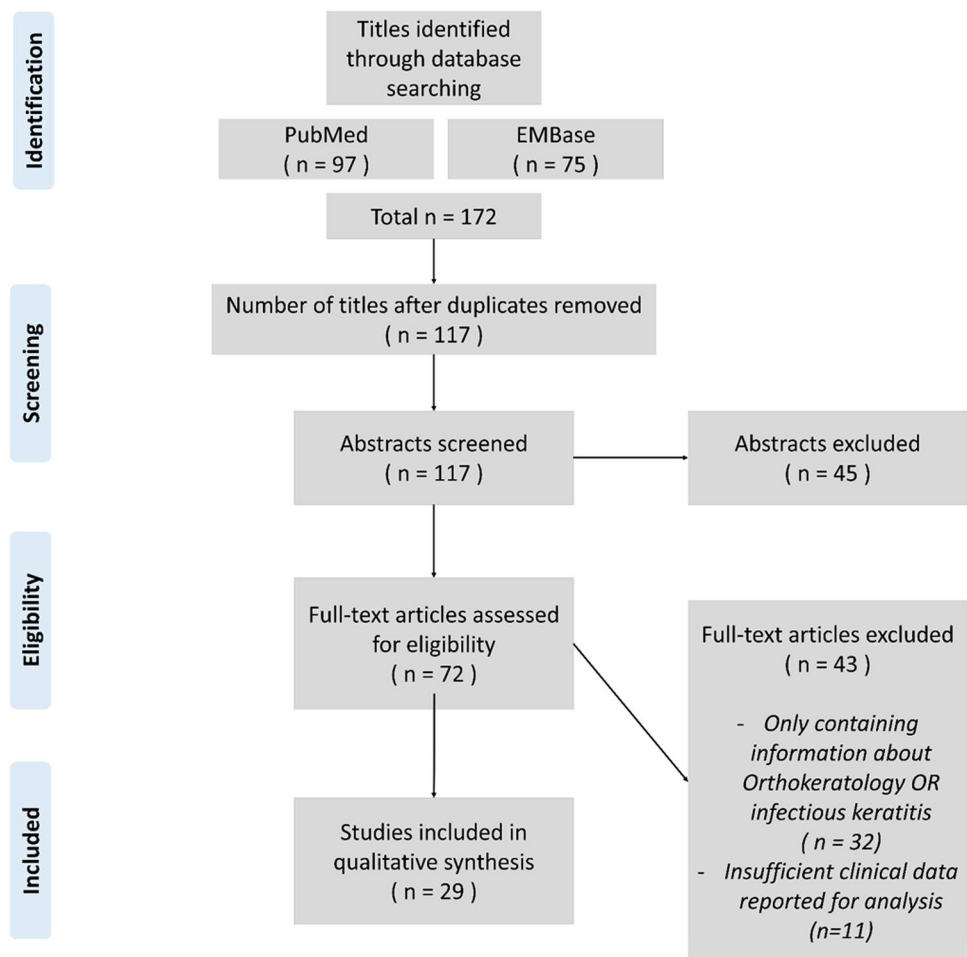 Identification
Titles identified
through database
searching
PubMed
( n = 97)
EMBase
( n = 75)
Total n = 172
Screening
Number of titles after duplicates removed
( n = 117)
Abstracts screened
( n = 117)
Abstracts excluded
( n = 45 )
Eligibility
Full-text articles assessed
for eligibility
( n = 72 )
Full-text articles excluded
( n = 43 )
- Only containing
information about
Orthokeratology OR
infectious keratitis
( n = 32)
- Insufficient clinical data
reported for analysis
(n=11)
Included
Studies included in
qualitative synthesis
( n = 29 )